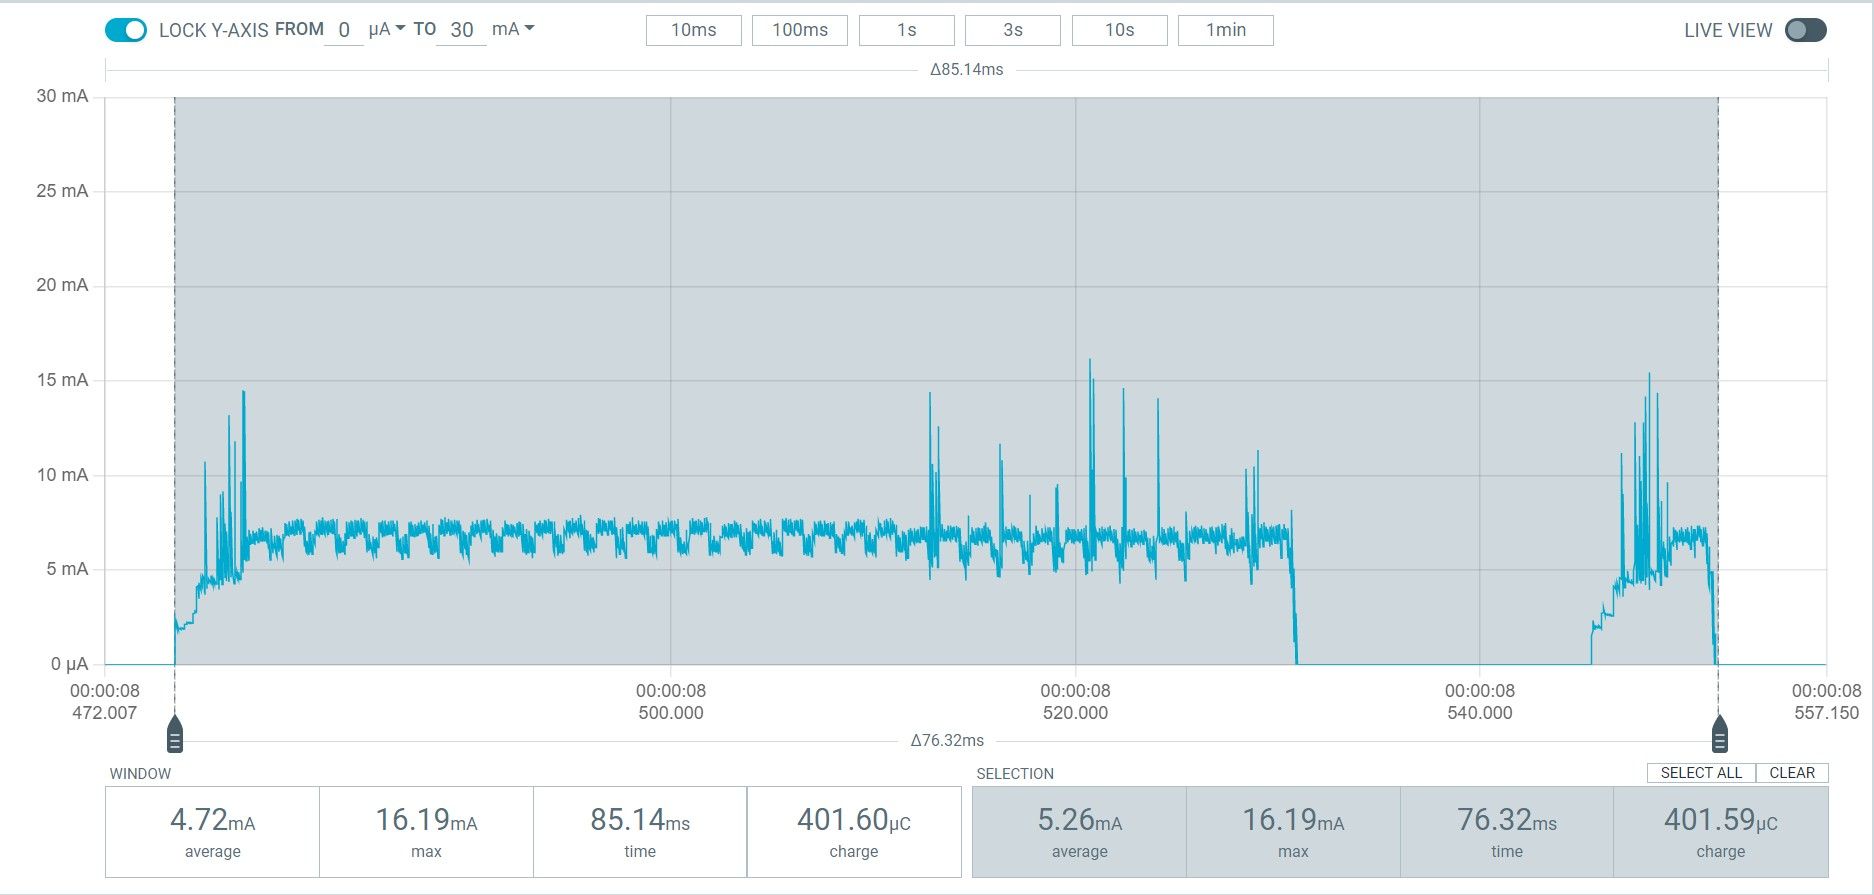 LOCK Y-AXIS FROM 0 µA TO 30 mA 10ms 100ms 1s 3s 10s 1min LIVE VIEW
Δ85.14ms
30 mA
25 mA
20 mA
15 mA
10 mA
5 mA
0 µA
00:00:08 00:00:08 00:00:08 00:00:08 00:00:08
472.007 500.000 520.000 540.000 557.150
Δ76.32ms
WINDOW SELECTION SELECT ALL CLEAR
4.72mA 16.19mA 85.14ms 401.60µC 5.26mA 16.19mA 76.32ms 401.59µC
average max time charge average max time charge